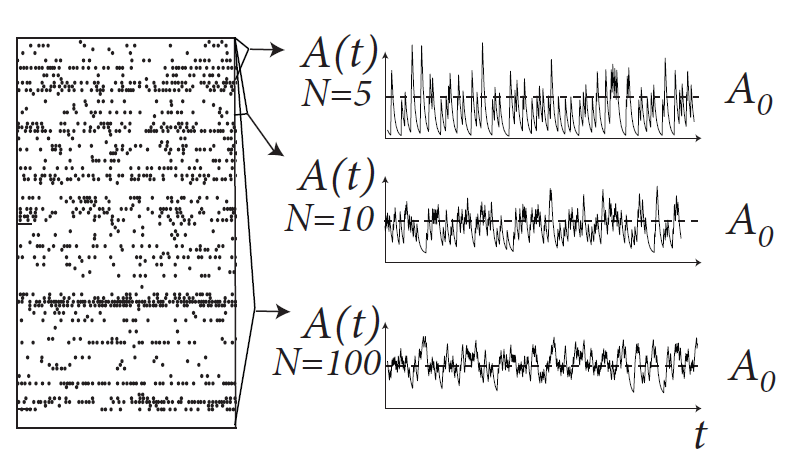 A(t)
N=5
A₀
A(t)
N=10
A₀
A(t)
N=100
A₀
t